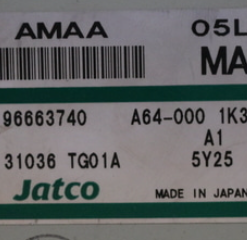 AMAA 05L
MA
96663740 A64-000 1K3
A1
31036 TG01A 5Y25
Jatco MADE IN JAPAN